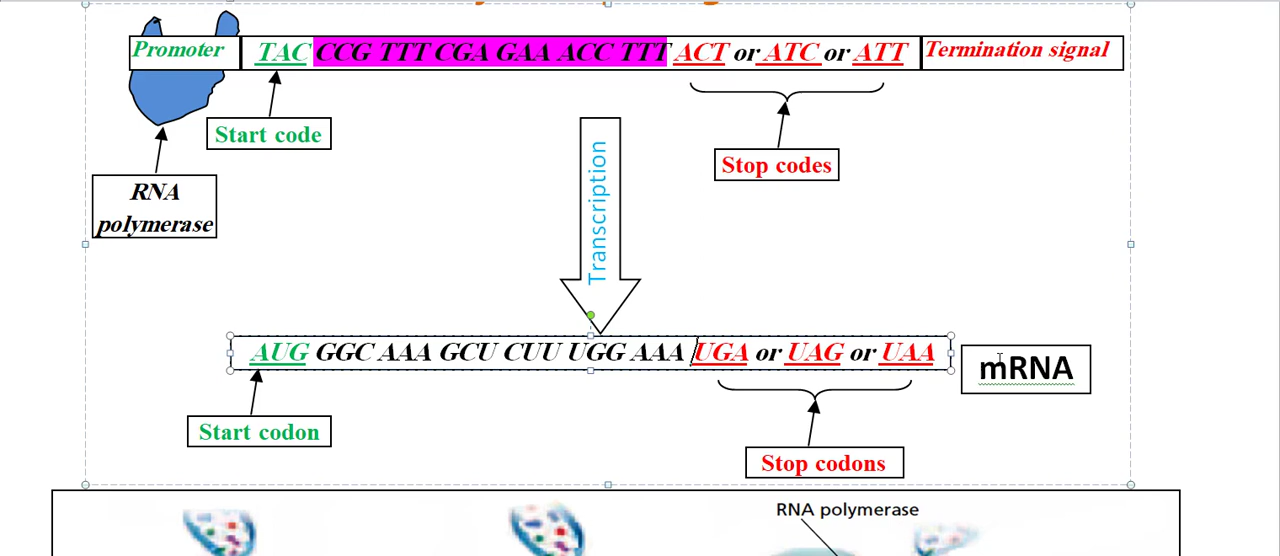 Promoter TAC CCG TTT CGA GAA ACC TTT ACT or ATC or ATT Termination signal
Start code
Stop codes
RNA
polymerase
Transcription
AUG GGC AAA GCU CUU UGG AAA UGA or UAG or UAA
mRNA
Start codon
Stop codons
RNA polymerase